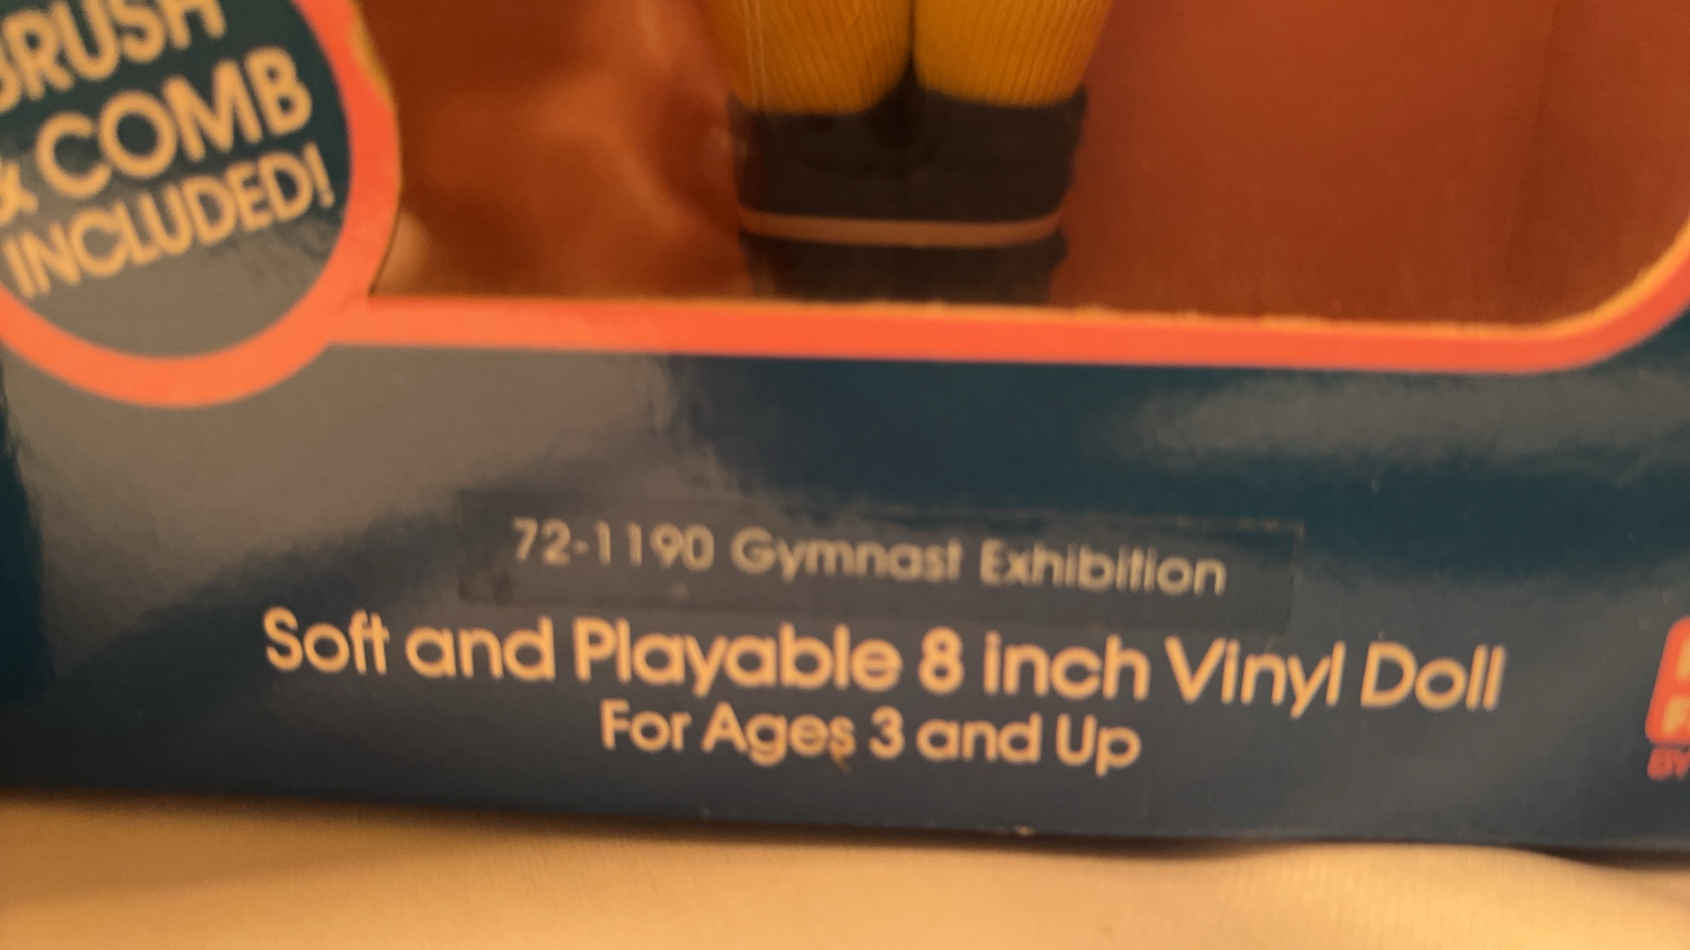 BRUSH
& COMB
INCLUDED!
72-1190 Gymnast Exhibition
Soft and Playable 8 inch Vinyl Doll
For Ages 3 and Up
BY